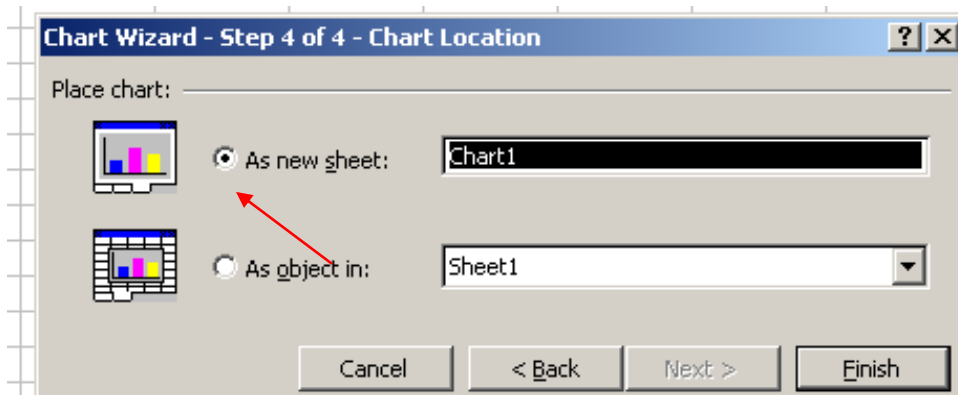 Chart Wizard - Step 4 of 4 - Chart Location
Place chart:
As new sheet: Chart1
As object in: Sheet1
Cancel < Back Next > Finish